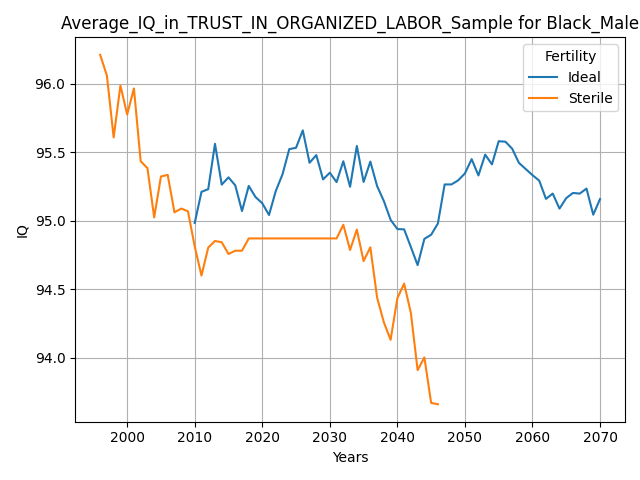 Average_IQ_in_TRUST_IN_ORGANIZED_LABOR_Sample for Black_Male
Fertility
Ideal
Sterile
96.0
95.5
95.0
94.5
94.0
IQ
2000 2010 2020 2030 2040 2050 2060 2070
Years